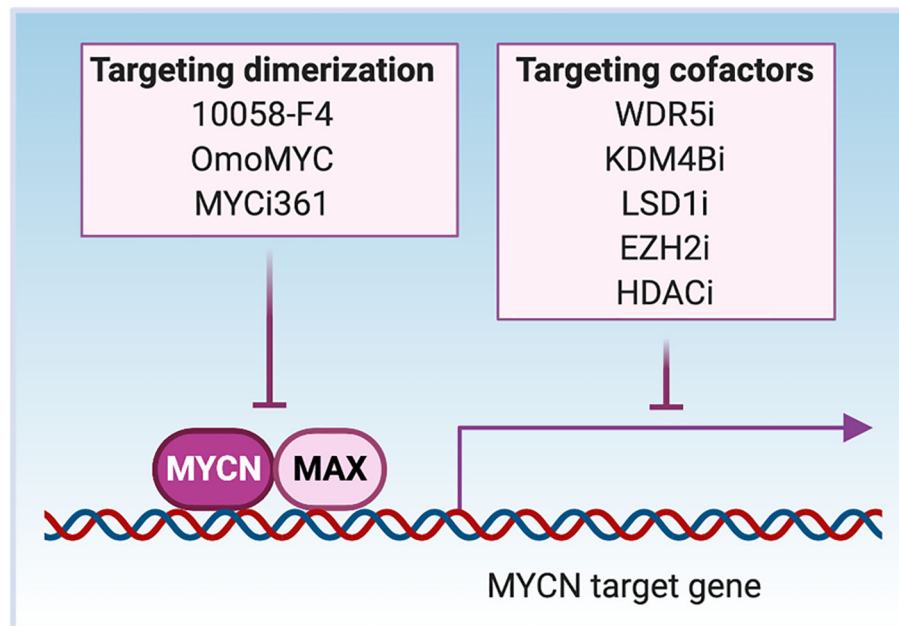 Targeting dimerization
10058-F4
OmoMYC
MYCi361
Targeting cofactors
WDR5i
KDM4Bi
LSD1i
EZH2i
HDACi
MYCN
MAX
MYCN target gene